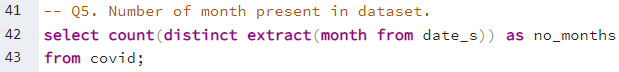 41 -- Q5. Number of month present in dataset.
42 select count(distinct extract(month from date_s)) as no_months
43 from covid;